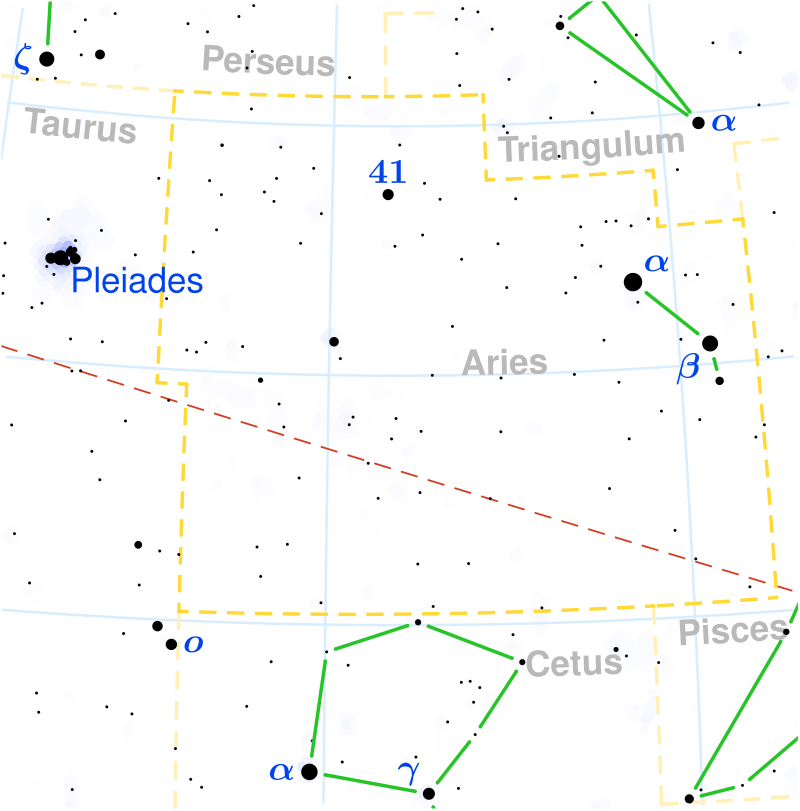 ζ
Perseus
Taurus
α
Triangulum
41
Pleiades
α
Aries
β
ο
Cetus
Pisces
α
γ